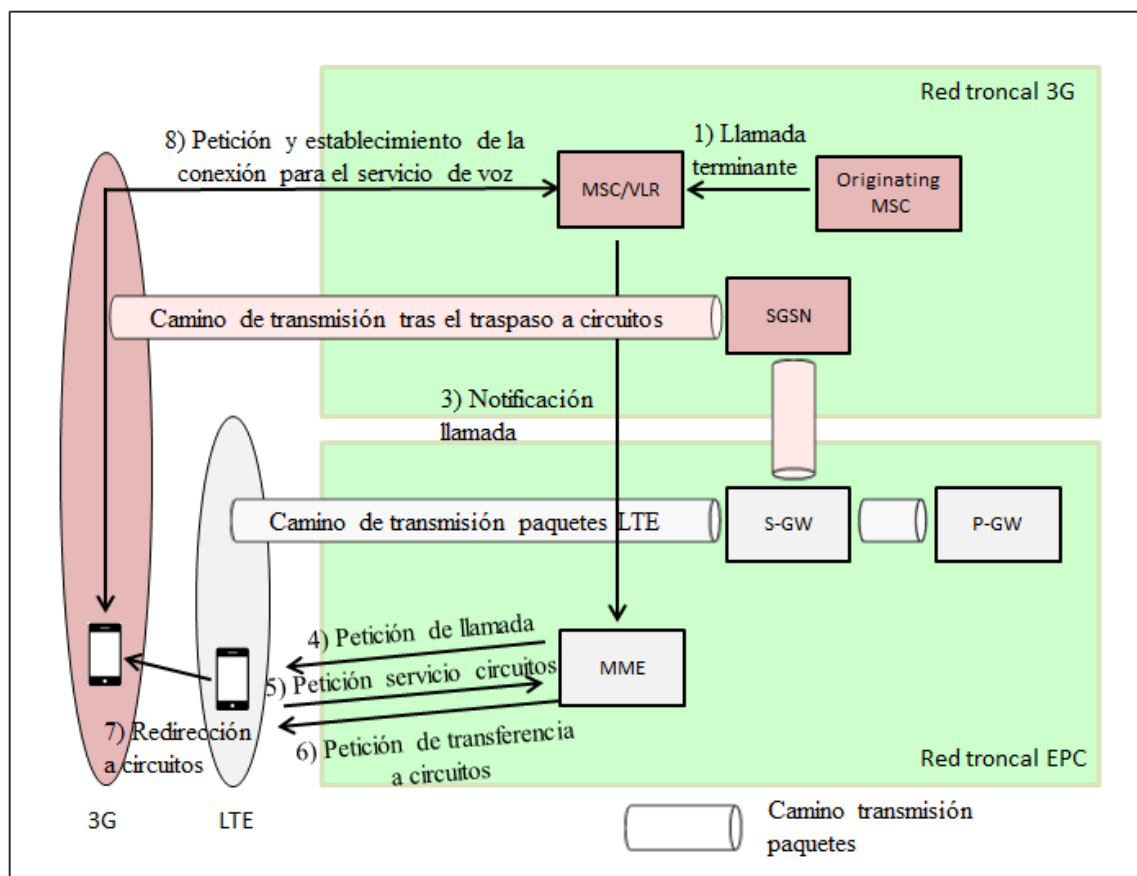 Red troncal 3G
8) Petición y establecimiento de la
conexión para el servicio de voz
1) Llamada
terminante
MSC/VLR
Originating
MSC
Camino de transmisión tras el traspaso a circuitos
SGSN
3) Notificación
llamada
Camino de transmisión paquetes LTE
S-GW
P-GW
4) Petición de llamada
MME
5) Petición servicio circuitos
7) Redirección
a circuitos
6) Petición de transferencia
a circuitos
Red troncal EPC
3G
LTE
Camino transmisión
paquetes